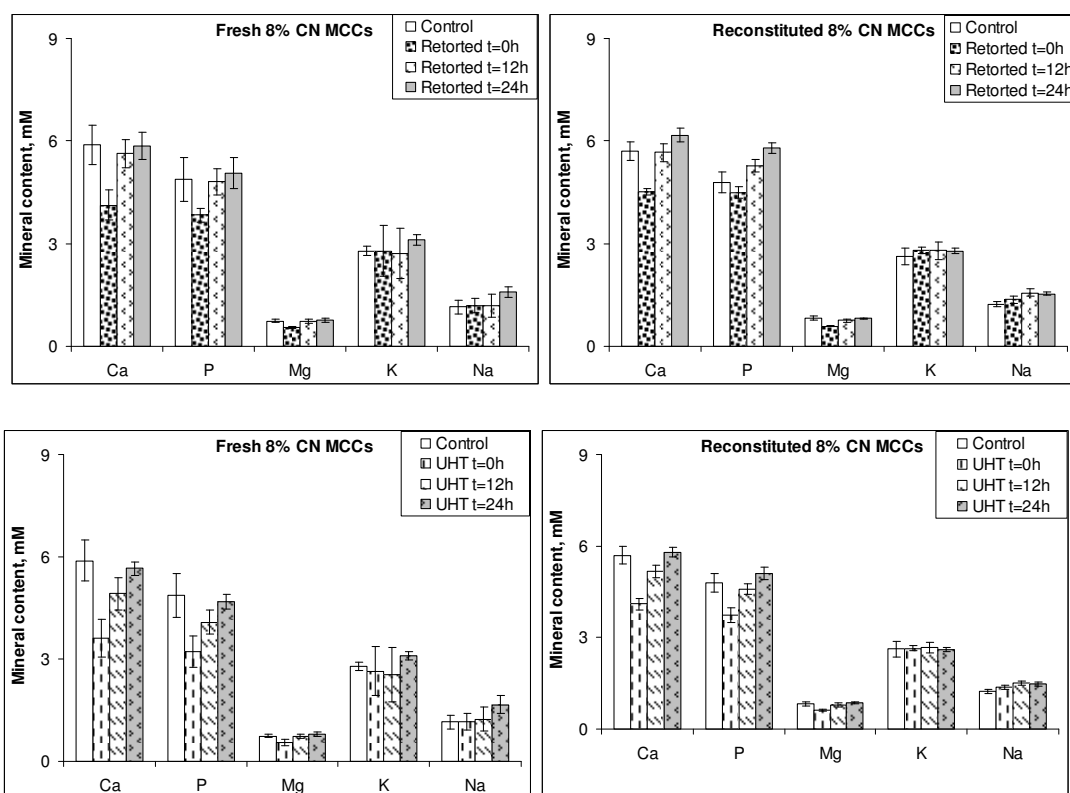 Fresh 8% CN MCCs
Control
Retorted t=0h
Retorted t=12h
Retorted t=24h
Mineral content, mM
9
6
3
0
Ca P Mg K Na
Reconstituted 8% CN MCCs
Control
Retorted t=0h
Retorted t=12h
Retorted t=24h
Mineral content, mM
9
6
3
0
Ca P Mg K Na
Fresh 8% CN MCCs
Control
UHT t=0h
UHT t=12h
UHT t=24h
Mineral content, mM
9
6
3
0
Ca P Mg K Na
Reconstituted 8% CN MCCs
Control
UHT t=0h
UHT t=12h
UHT t=24h
Mineral content, mM
9
6
3
0
Ca P Mg K Na